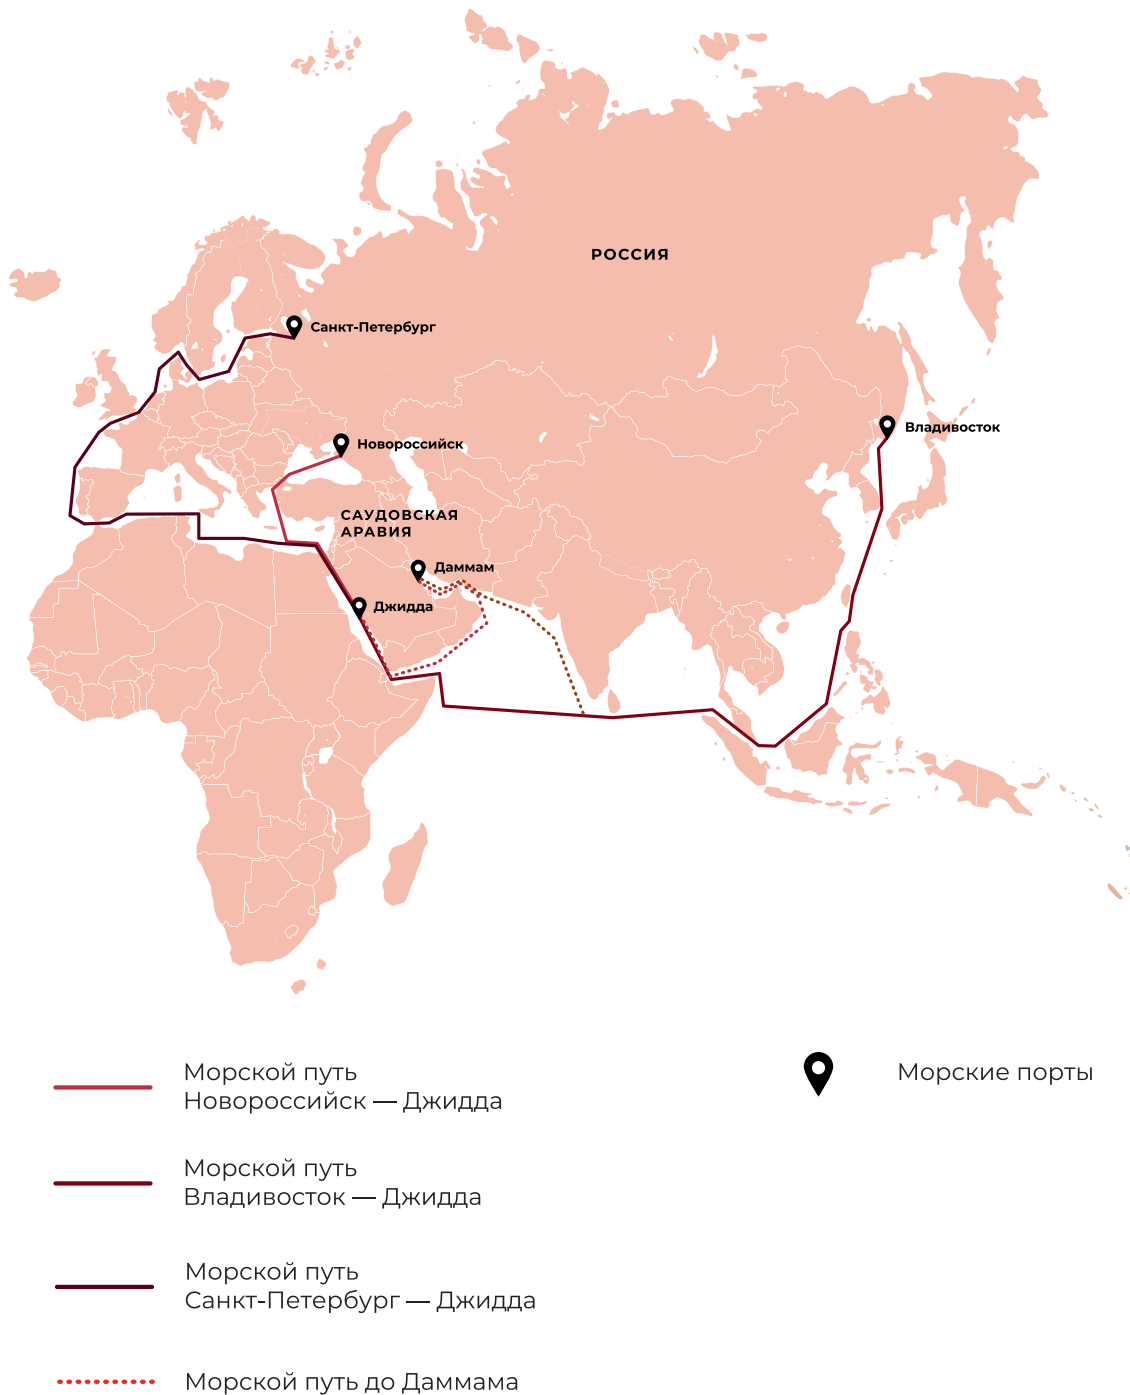 РОССИЯ
Санкт-Петербург
Владивосток
Новороссийск
САУДОВСКАЯ
АРАВИЯ
Даммам
Джидда
Морской путь
Новороссийск — Джидда
Морские порты
Морской путь
Владивосток — Джидда
Морской путь
Санкт-Петербург — Джидда
Морской путь до Даммама